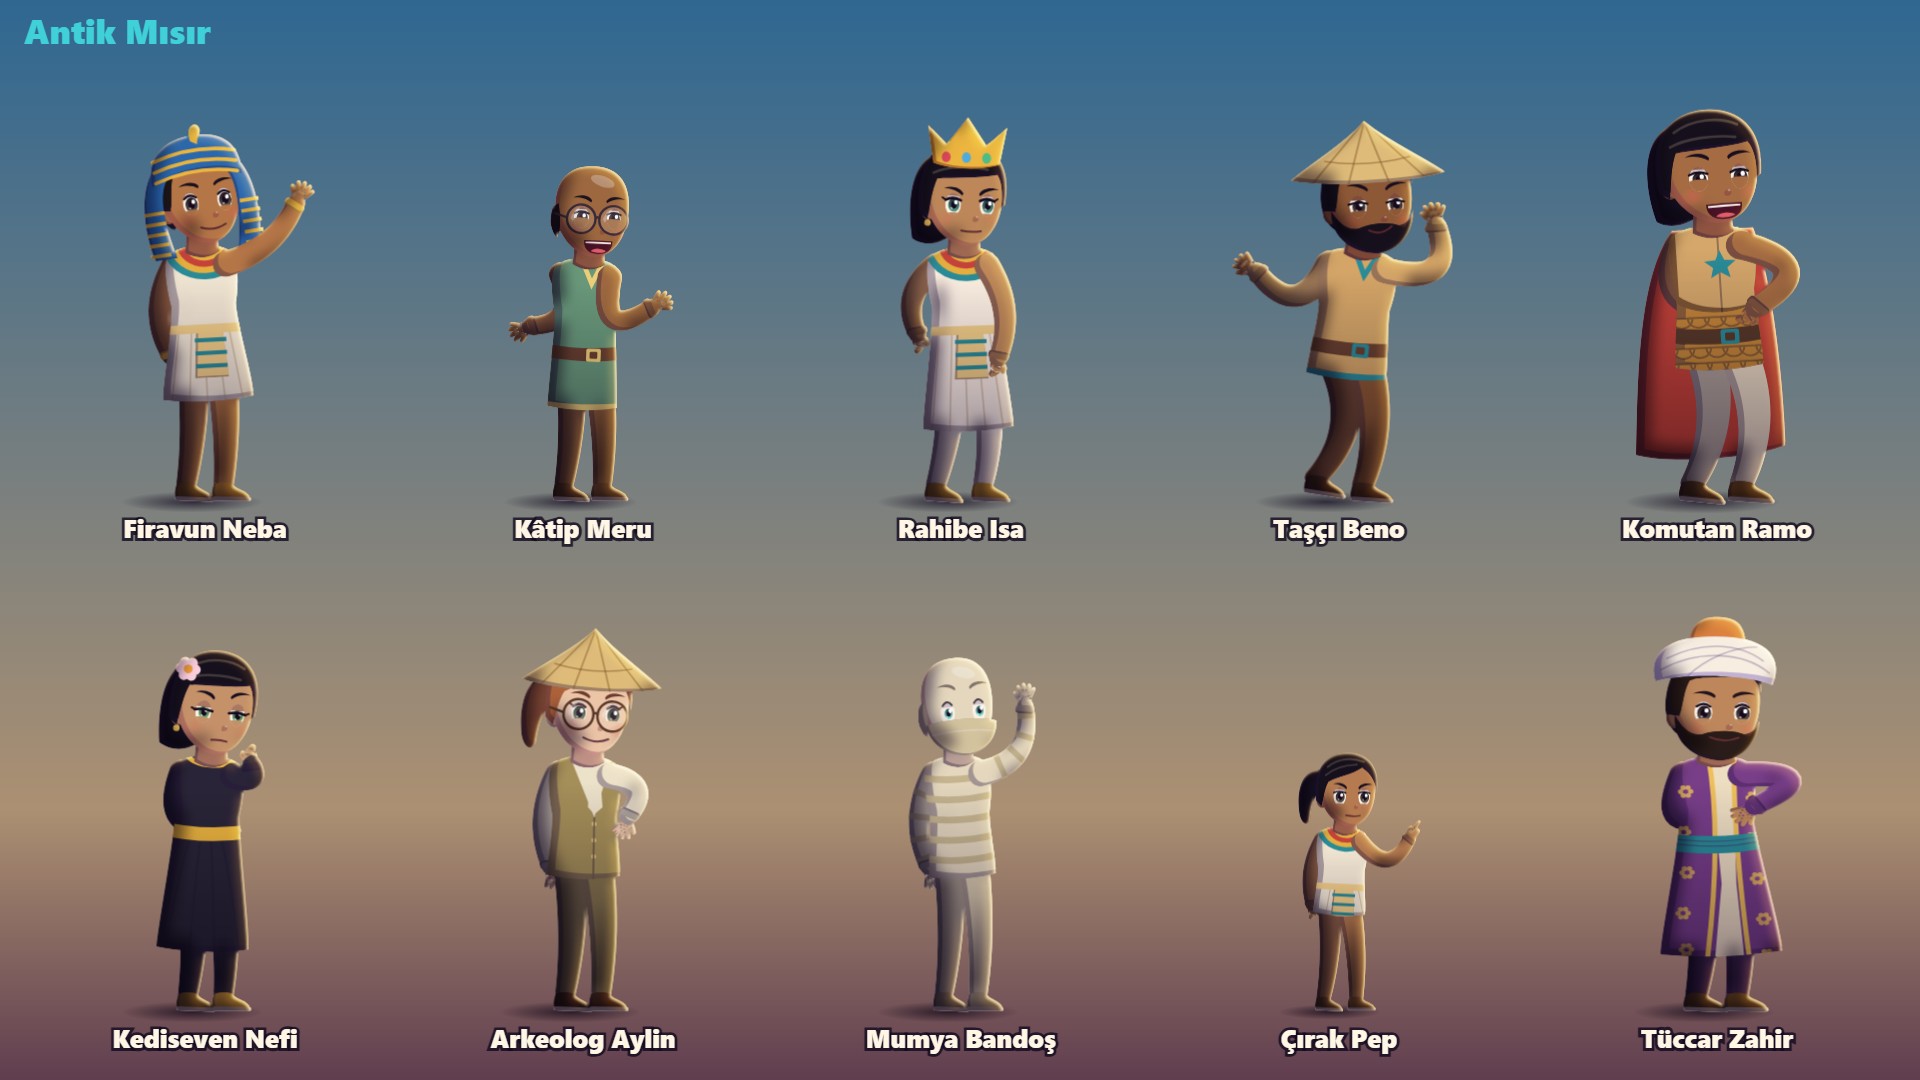 Antik Mısır
Firavun Neba
Kâtip Meru
Rahibe Isa
Taşçı Beno
Komutan Ramo
Kediseven Nefi
Arkeolog Aylin
Mumya Bandoş
Çırak Pep
Tüccar Zahir